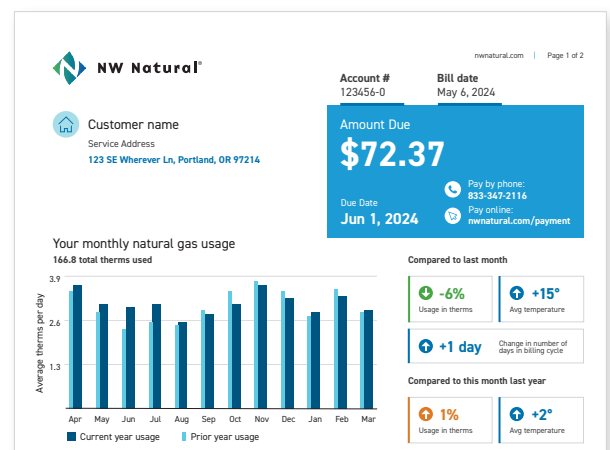 nwnatural.com | Page 1 of 2
NW Natural®
Account #
123456-0
Bill date
May 6, 2024
Customer name
Service Address
123 SE Wherever Ln, Portland, OR 97214
Amount Due
$72.37
Due Date
Jun 1, 2024
Pay by phone:
833-347-2116
Pay online:
nwnatural.com/payment
Your monthly natural gas usage
166.8 total therms used
Average therms per day
3.9
2.6
1.3
Apr May Jun Jul Aug Sep Oct Nov Dec Jan Feb Mar
Current year usage Prior year usage
Compared to last month
-6%
Usage in therms
+15°
Avg temperature
+1 day
Change in number of
days in billing cycle
Compared to this month last year
1%
Usage in therms
+2°
Avg temperature